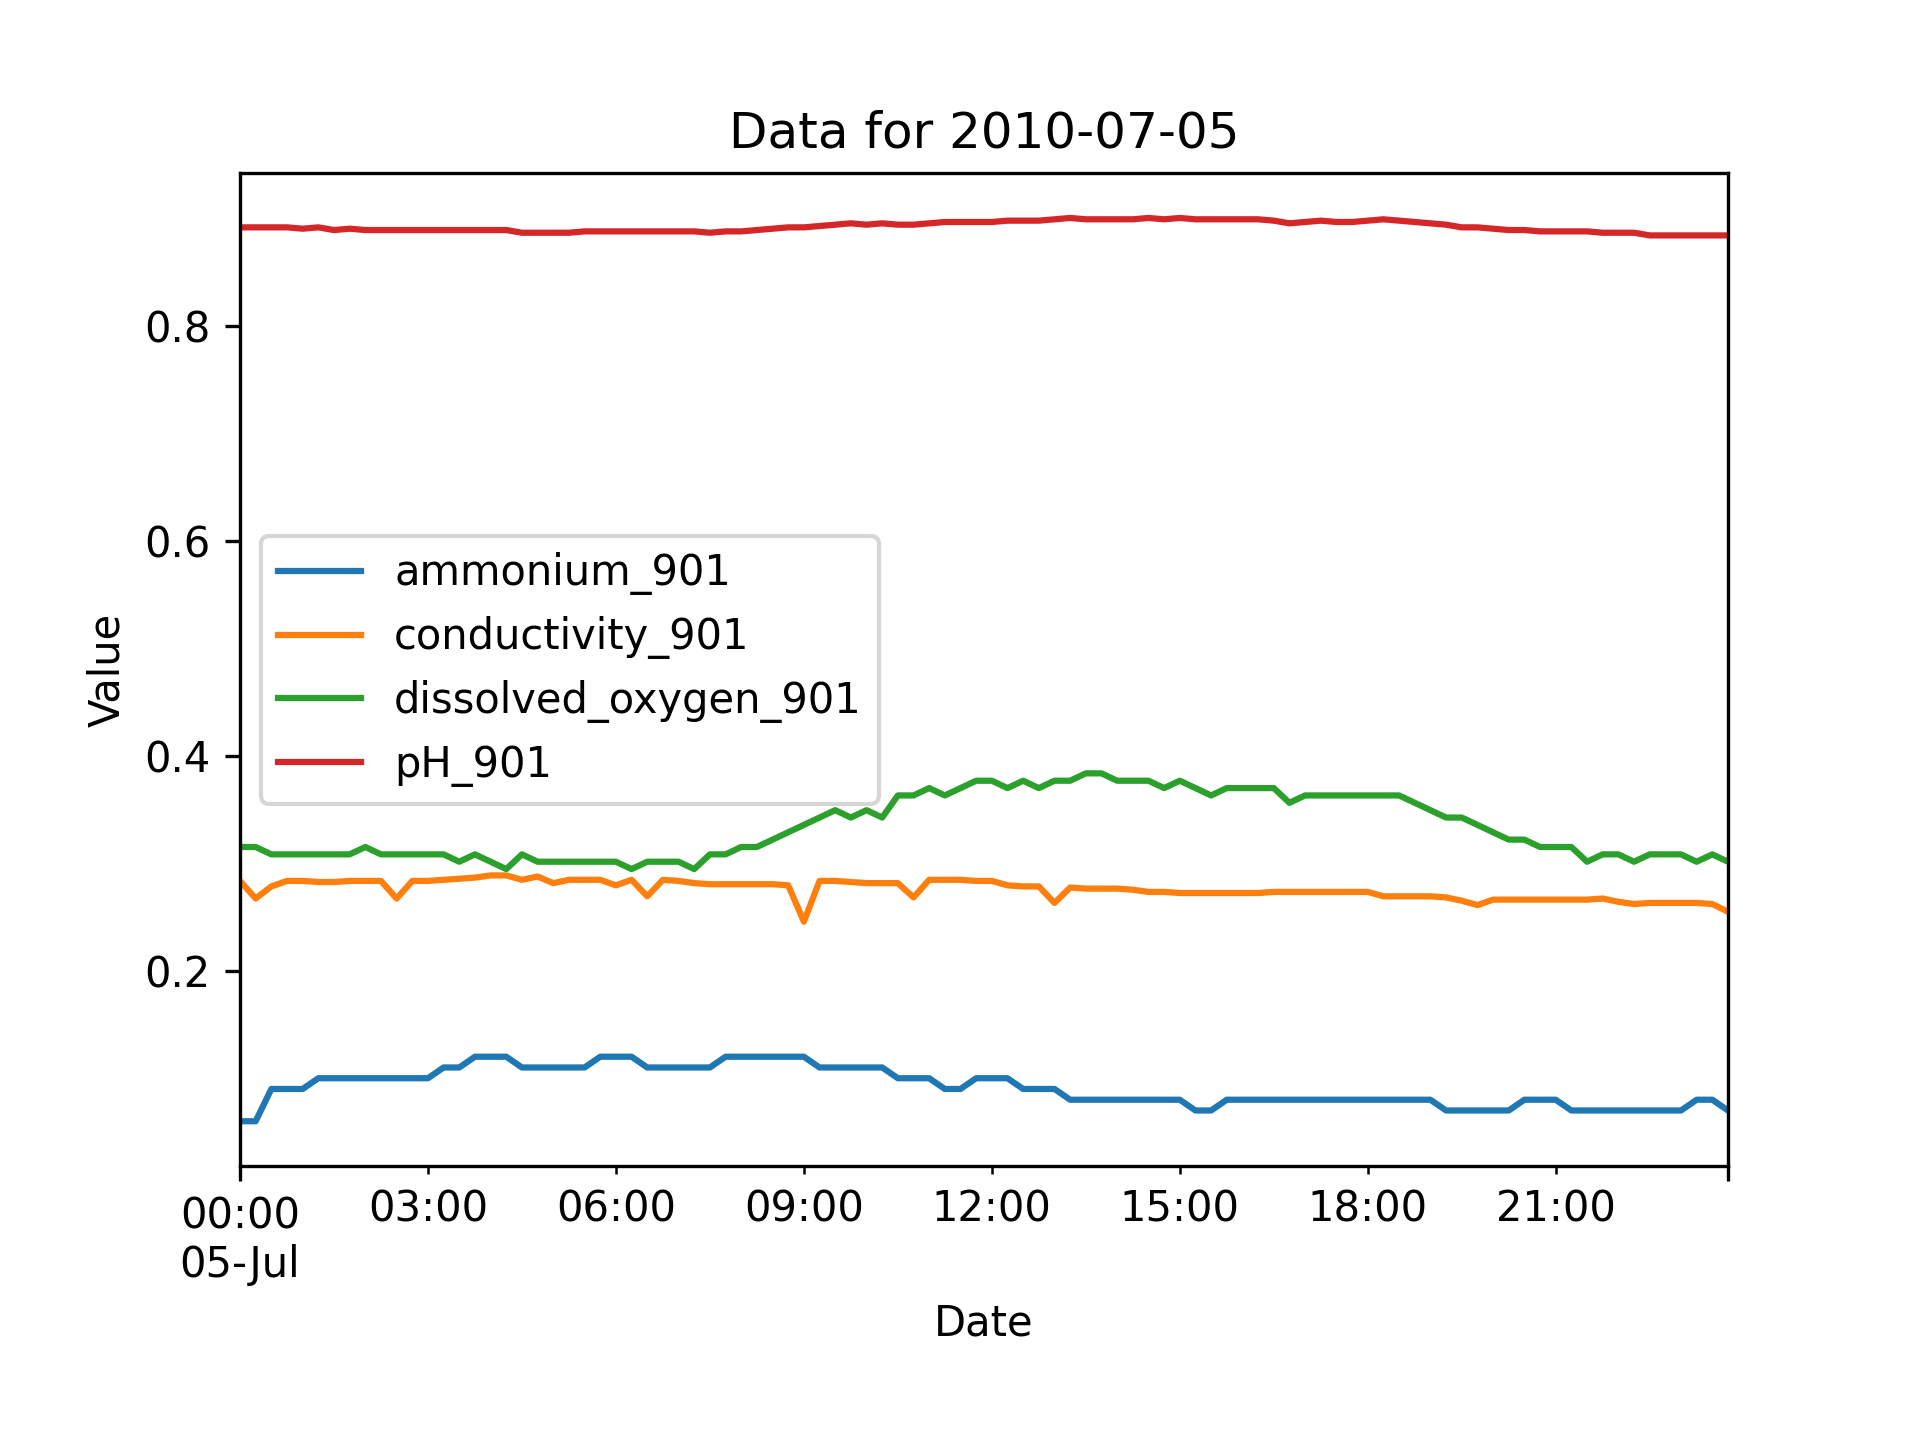 Data for 2010-07-05
Value
0.8
0.6
0.4
0.2
ammonium_901
conductivity_901
dissolved_oxygen_901
pH_901
00:00 03:00 06:00 09:00 12:00 15:00 18:00 21:00
05-Jul
Date